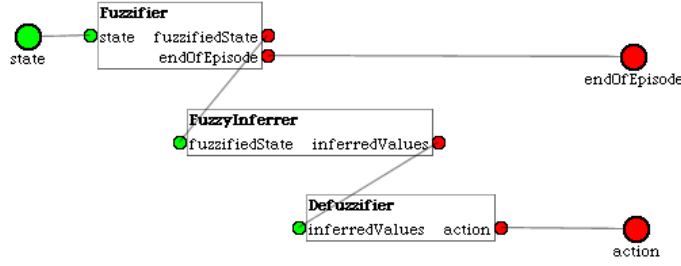 Fuzzifier
state fuzzifiedState
endOfEpisode
state
endOfEpisode
FuzzyInferrer
fuzzifiedState inferredValues
Defuzzifier
inferredValues action
action